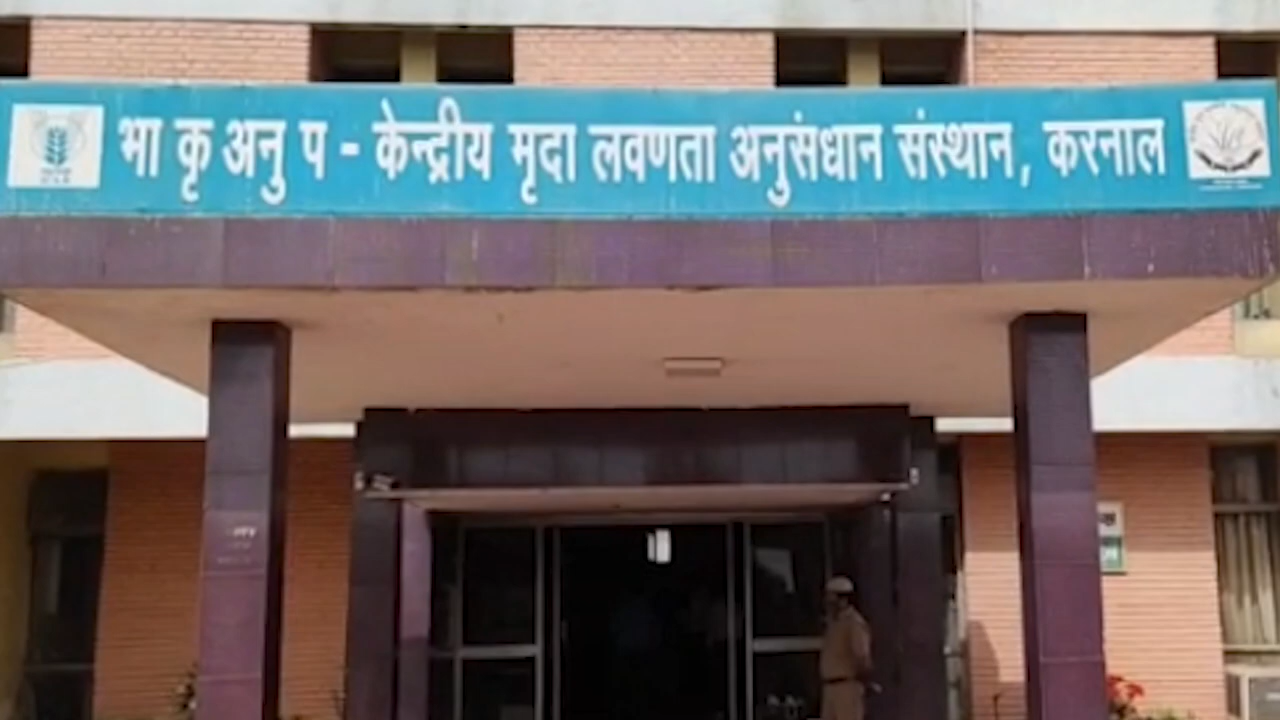 भा कृ अनु प - केन्द्रीय मृदा लवणता अनुसंधान संस्थान, करनाल